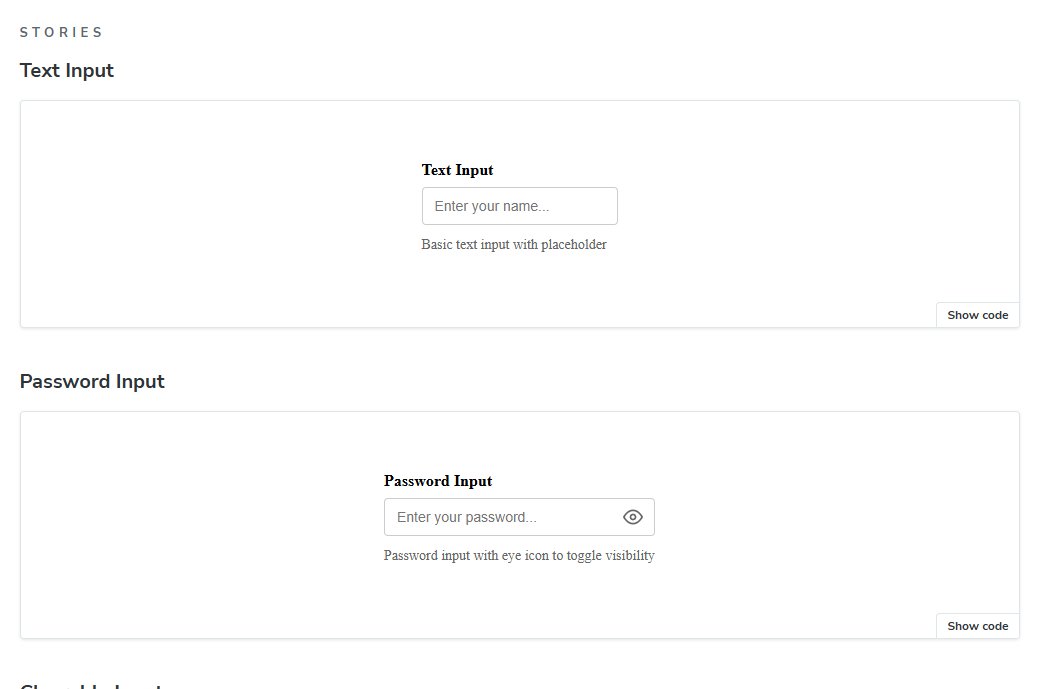 STORIES
Text Input
Text Input
Enter your name...
Basic text input with placeholder
Show code
Password Input
Password Input
Enter your password...
Password input with eye icon to toggle visibility
Show code